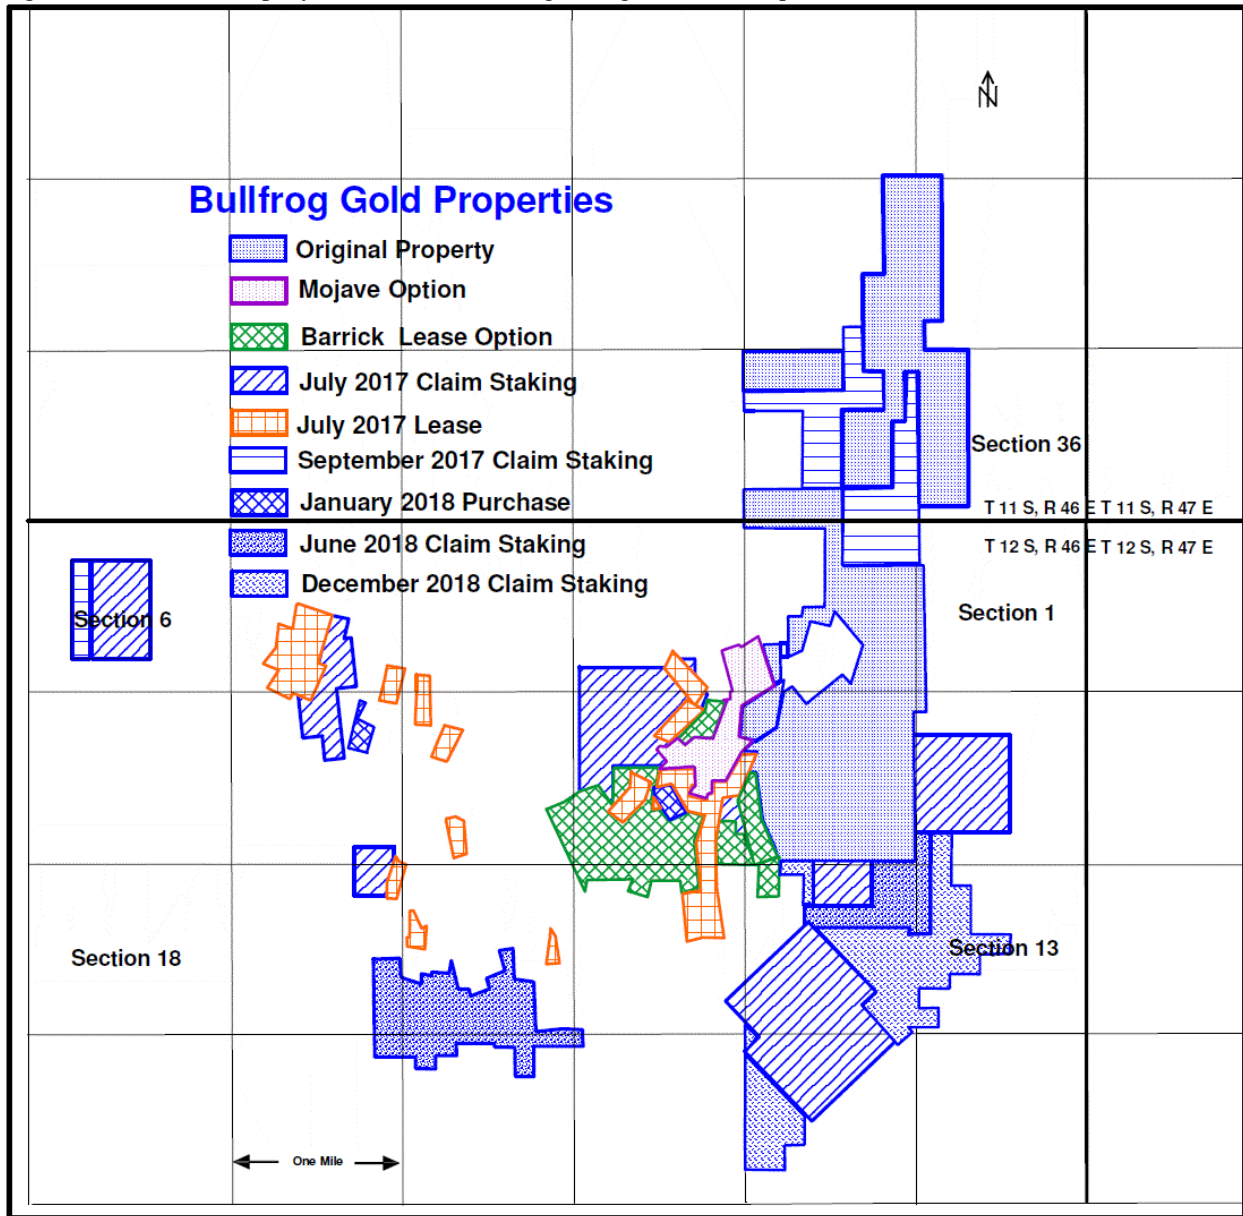 N
Bullfrog Gold Properties
Original Property
Mojave Option
Barrick Lease Option
July 2017 Claim Staking
July 2017 Lease
September 2017 Claim Staking
January 2018 Purchase
June 2018 Claim Staking
December 2018 Claim Staking
Section 36
T 11 S, R 46 E T 11 S, R 47 E
T 12 S, R 46 E T 12 S, R 47 E
Section 6
Section 1
Section 18
Section 13
One Mile